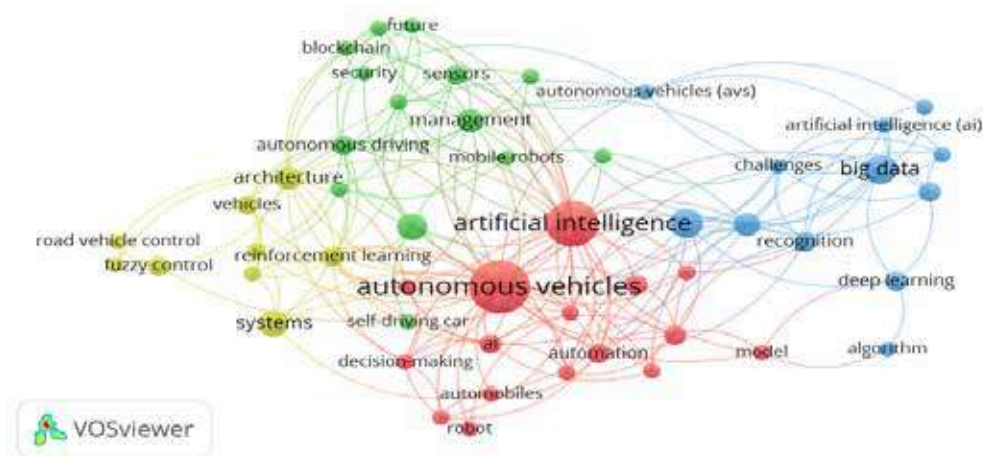 future
blockchain
security
sensors
autonomous vehicles (avs)
management
artificial intelligence (ai)
autonomous driving
mobile robots
challenges
big data
architecture
vehicles
artificial intelligence
road vehicle control
reinforcement learning
recognition
fuzzy control
autonomous vehicles
deep learning
systems
self-driving car
ai
automation
model
algorithm
decision-making
automobiles
robot
VOSviewer